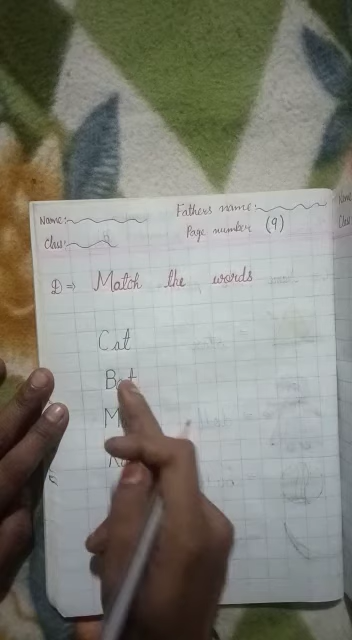 Name: Fathers name:
Class: Page number (9)
D⇒ Match the words
Cat
Bat